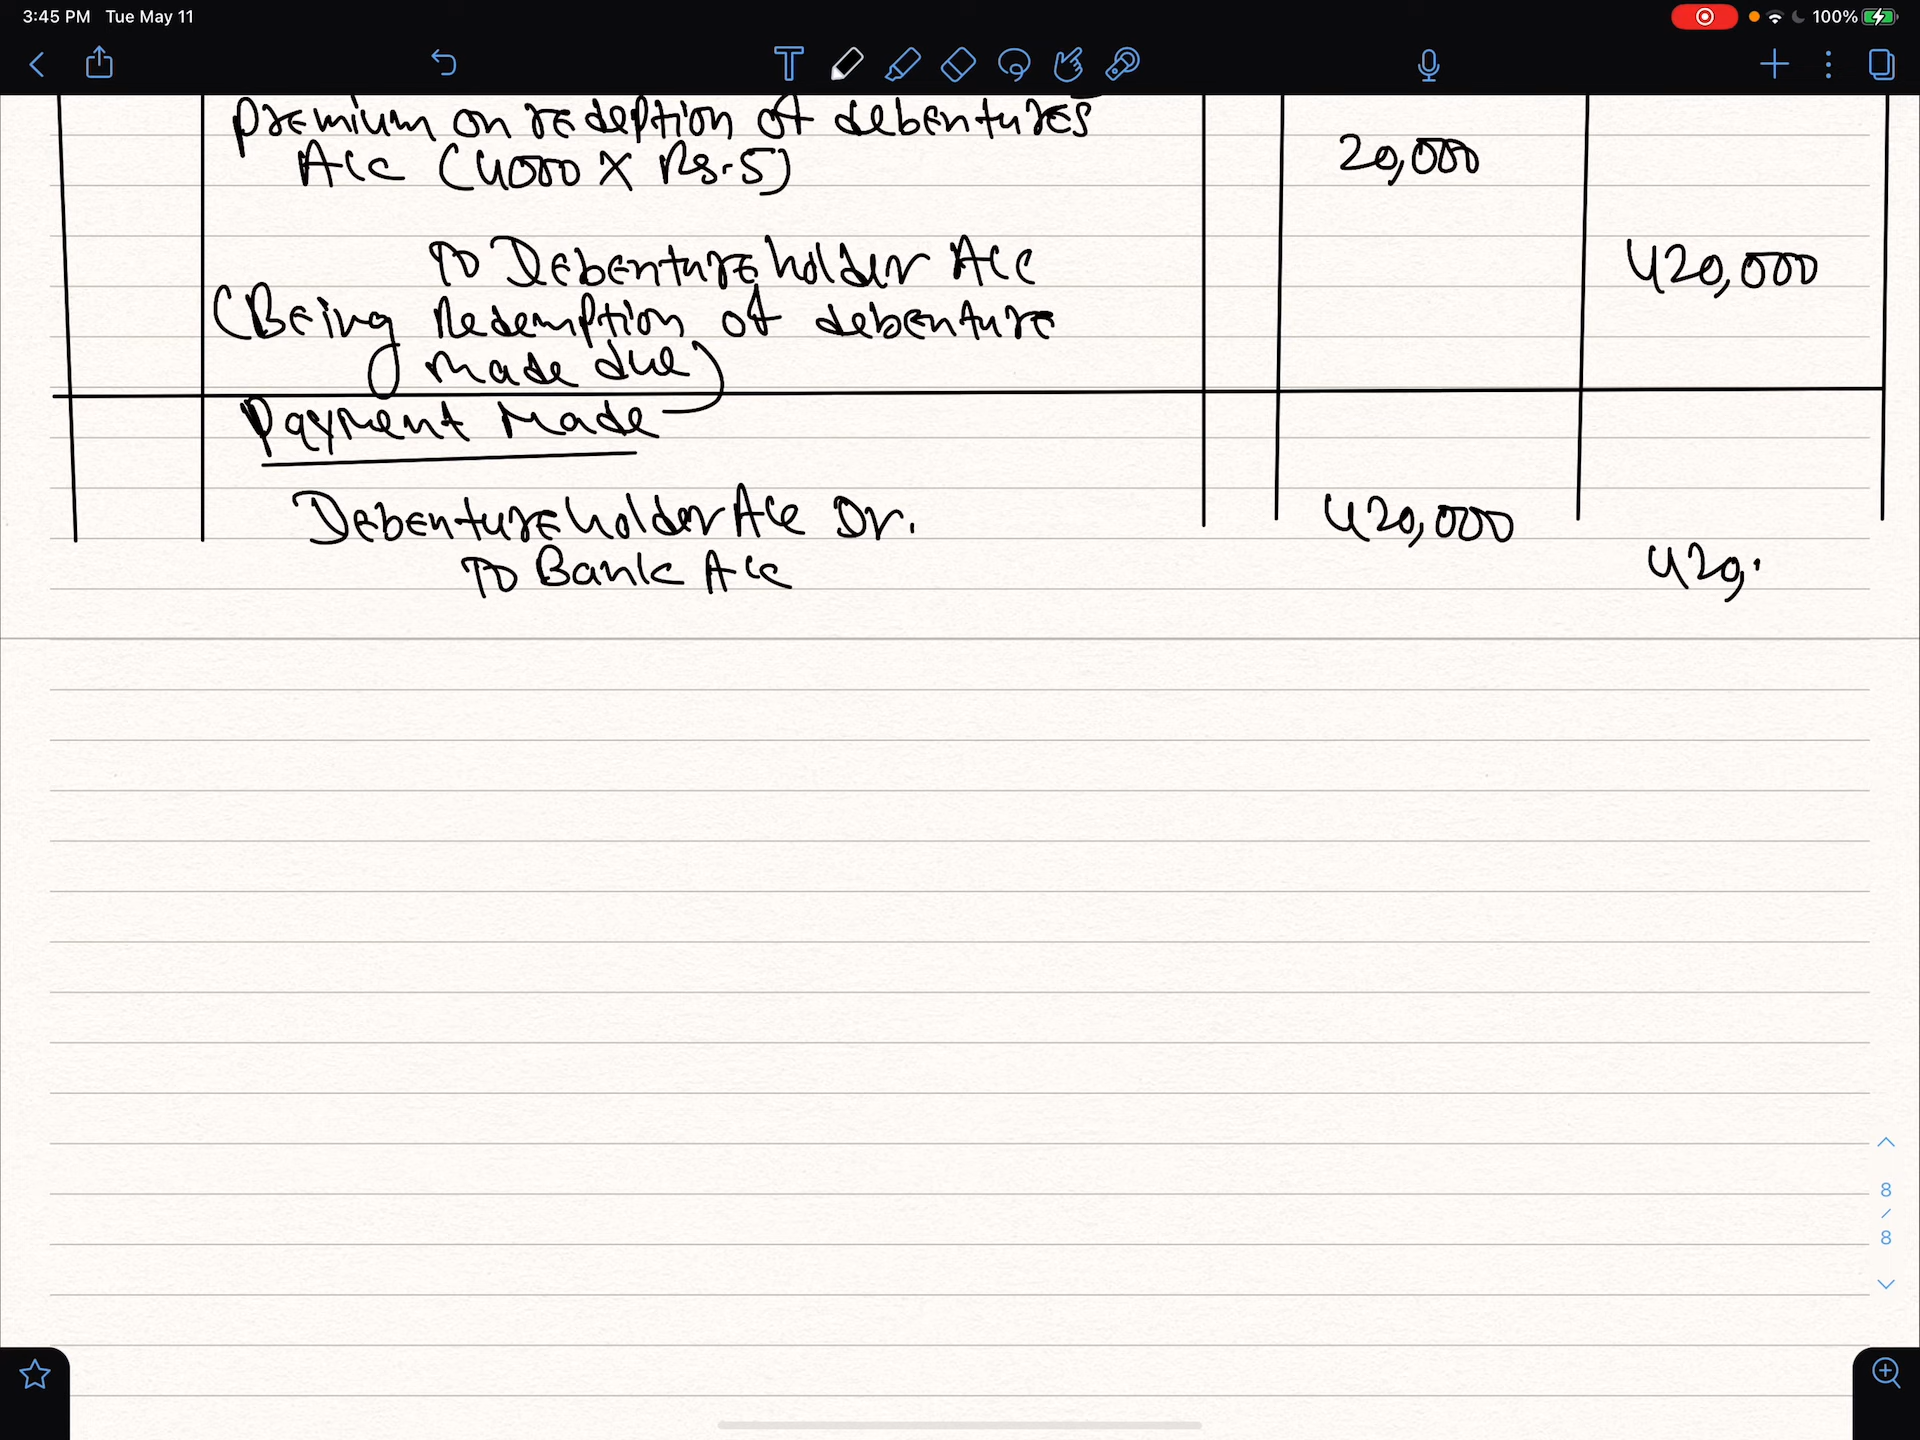 3:45 PM Tue May 11
100%
T
Premium on redeption of debentures
A/c (4000 X Rs.5)
20,000
To Debentureholder A/c
420,000
(Being Redemption of debenture
made due)
Payment Made
Debentureholder A/c Dr.
420,000
To Bank A/c
420,
8
/
8